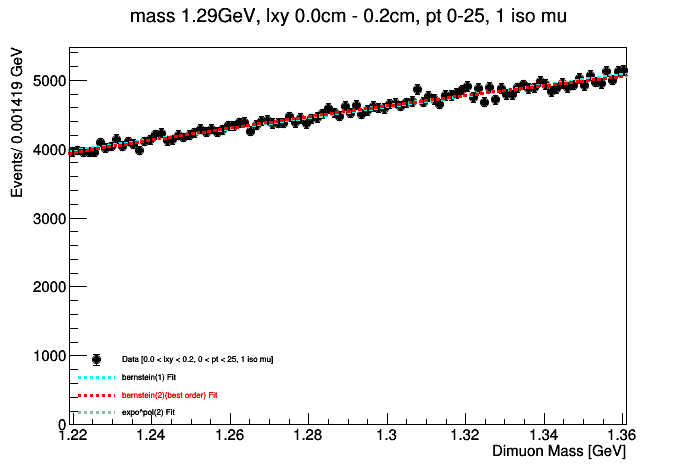 mass 1.29GeV, lxy 0.0cm - 0.2cm, pt 0-25, 1 iso mu
Events/ 0.001419 GeV
5000
4000
3000
2000
1000
0
Data [0.0 < lxy < 0.2, 0 < pt < 25, 1 iso mu]
bernstein(1) Fit
bernstein(2)(best order) Fit
expo^pol(2) Fit
1.22 1.24 1.26 1.28 1.3 1.32 1.34 1.36
Dimuon Mass [GeV]